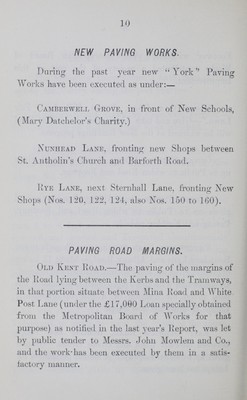 10
NEW PAVING WORKS.
During the past year new "York" Paving
Works have been executed as under:—
CAMBERWELL GROVE, in front of New Schools,
(Mary Datchelor's Charity.)
NUNHEAD LANE, fronting new Shops between
St. Antholin's Church and Barforth Road.
RYE LANE, next Sternhall Lane, fronting New
Shops (Nos. 120, 122, 124, also Nos. 150 to 160).
PAVING ROAD MARGINS.
OLD KENT ROAD.—The paving of the margins of
the Road lying between the Kerbs and the Tramways,
in that portion situate between Mina Road and White
Post Lane (under the £17,000 Loan specially obtained
from the Metropolitan Board of Works for that
purpose) as notified in the last year's Report, was let
by public tender to Messrs. John Mowlem and Co.,
and the work has been executed by them in a satis-
factory manner.